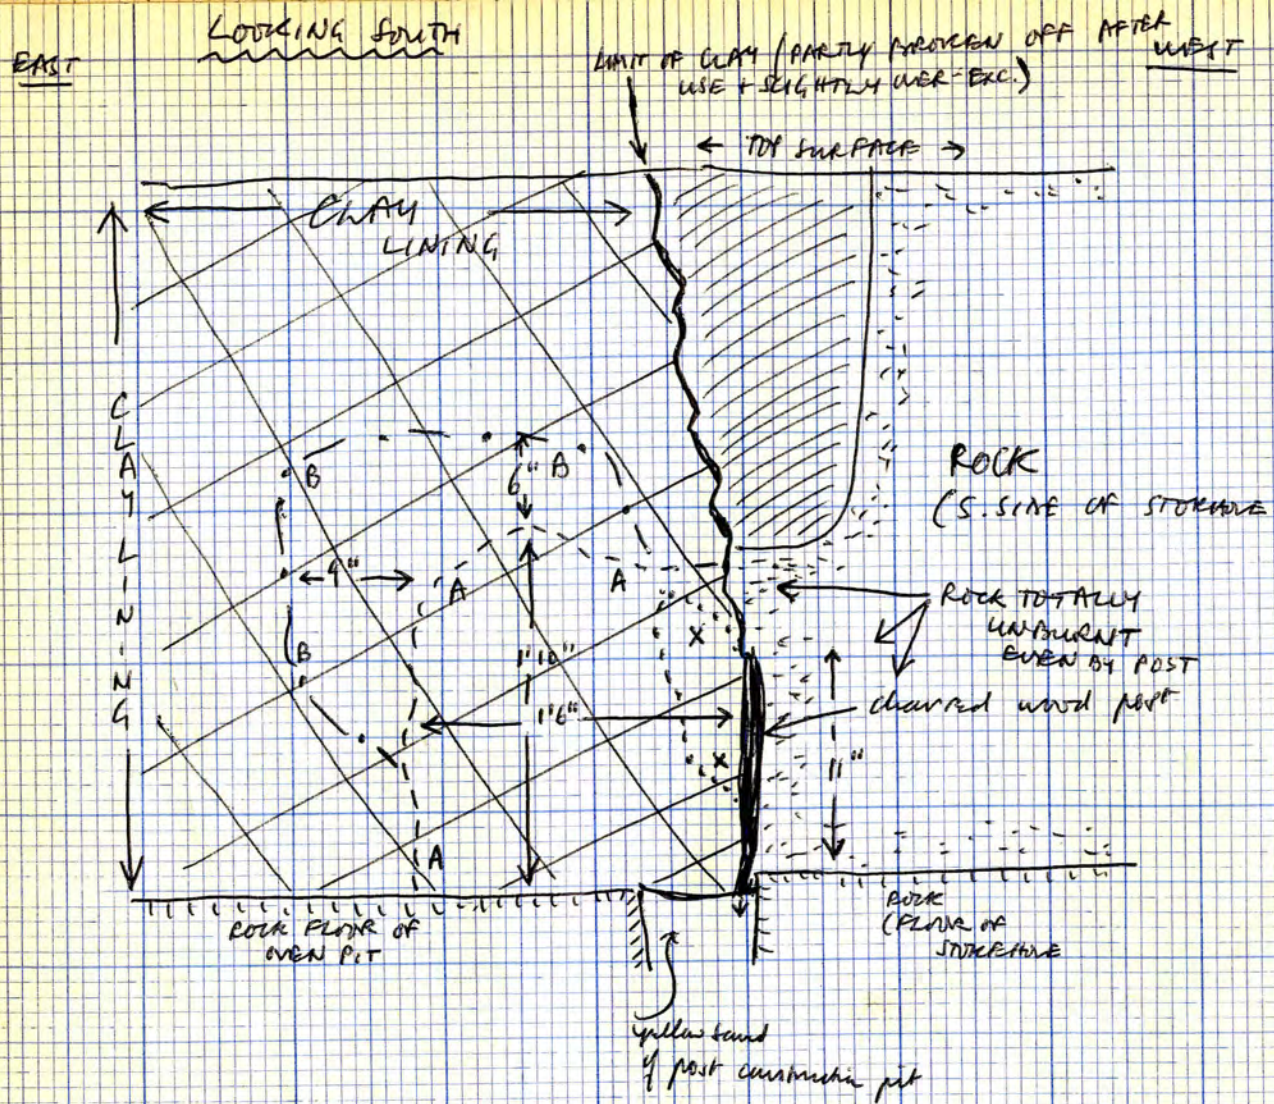 LOOKING SOUTH
EAST
WEST
LIMIT OF CLAY (PARTLY BROKEN OFF AFTER
USE + SLIGHTLY OVER-EXC.)
← TOP SURFACE →
CLAY
LINING
CLAY LINING
B
6"
B
ROCK
(S. SIDE OF STOKEHOLE
9"
A
A
ROCK TOTALLY
UNBURNT
EVEN BY POST
X
B
1'10"
charred wood post
1'6"
X
11"
A
ROCK FLOOR OF
OVEN PIT
ROCK
(FLOOR OF
STOKEHOLE
yellow sand
of post construction pit